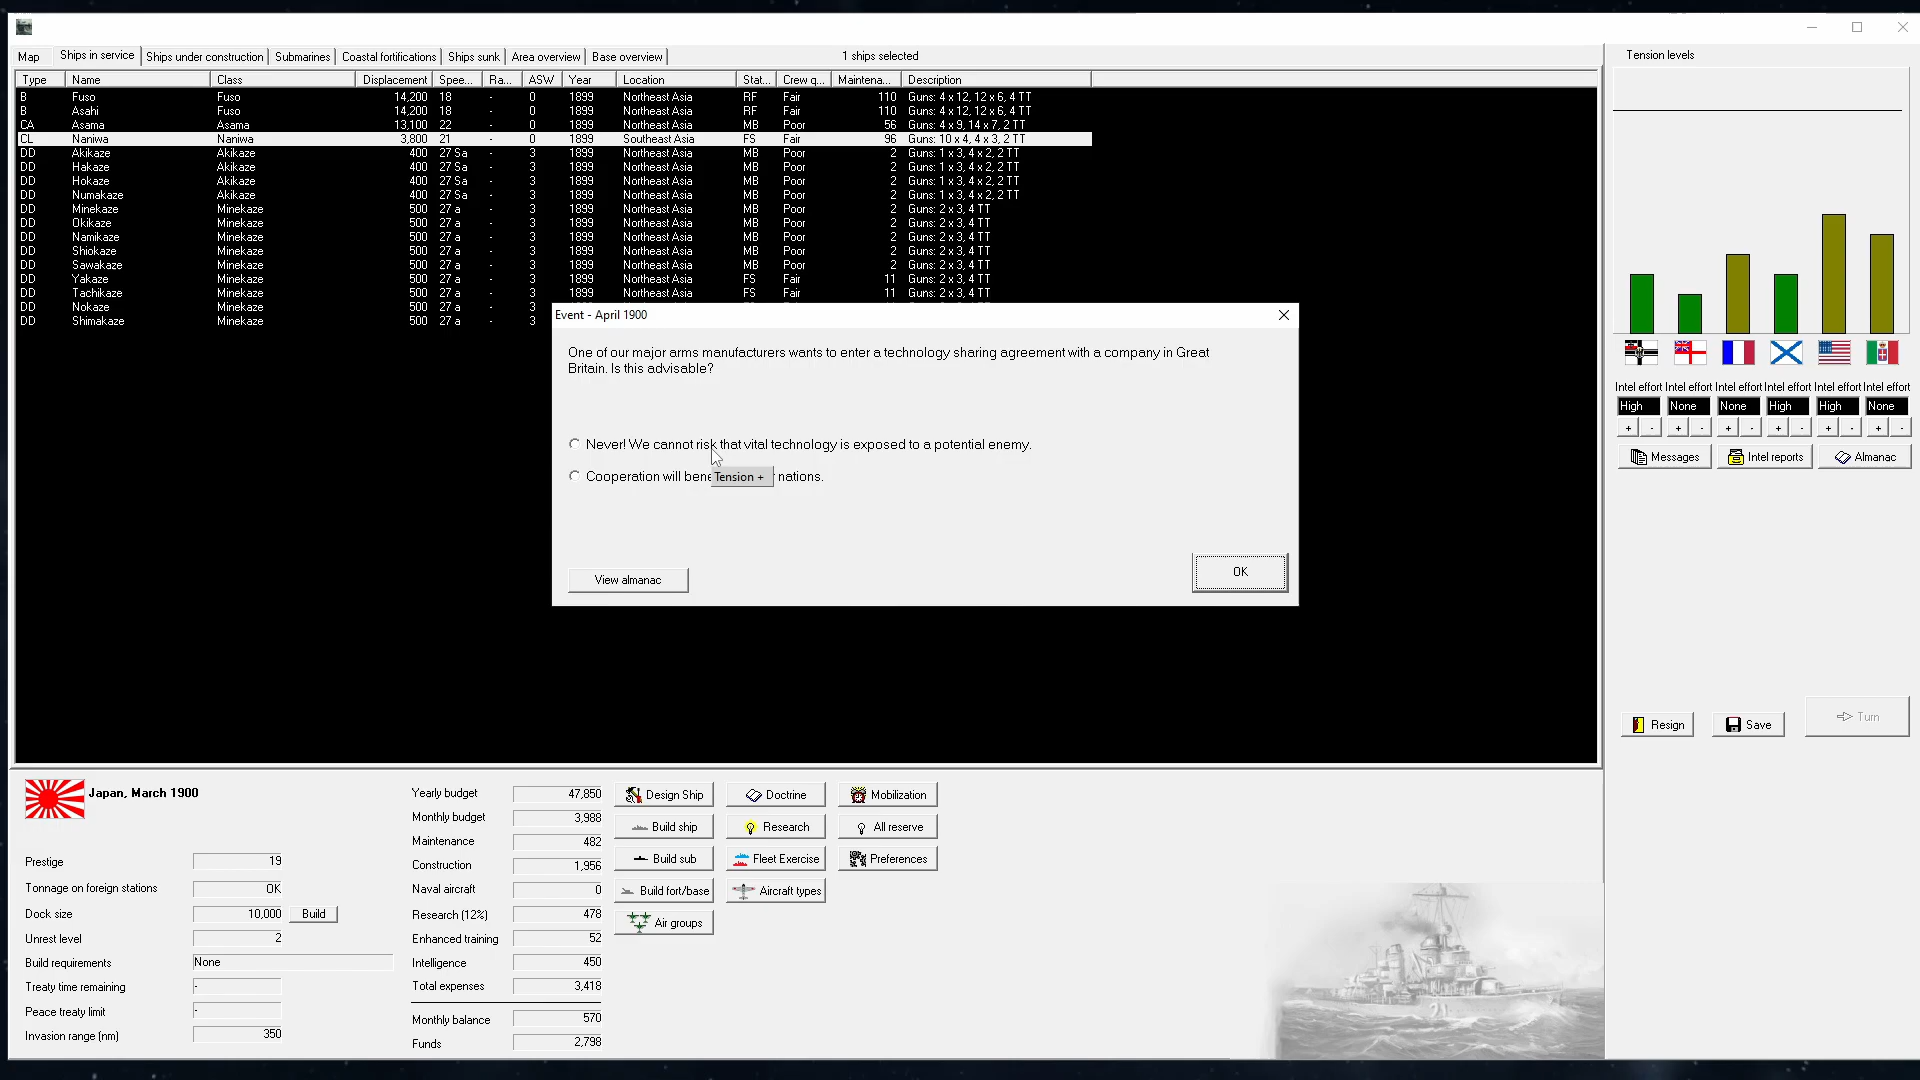 Map Ships in service Ships under construction Submarines Coastal fortifications Ships sunk Area overview Base overview 1 ships selected
Type Name Class Displacement Spee... Ra... ASW Year Location Stat... Crew q... Maintena... Description
B Fuso Fuso 14,200 18 - 0 1899 Northeast Asia RF Fair 110 Guns: 4 x 12, 12 x 6, 4 TT
B Asahi Fuso 14,200 18 - 0 1899 Northeast Asia RF Fair 110 Guns: 4 x 12, 12 x 6, 4 TT
CA Asama Asama 13,100 22 - 0 1899 Northeast Asia MB Poor 56 Guns: 4 x 9, 14 x 7, 2 TT
CL Naniwa Naniwa 3,800 21 - 0 1899 Southeast Asia FS Fair 96 Guns: 10 x 4, 4 x 3, 2 TT
DD Akikaze Akikaze 400 27 Sa - 3 1899 Northeast Asia MB Poor 2 Guns: 1 x 3, 4 x 2, 2 TT
DD Hakaze Akikaze 400 27 Sa - 3 1899 Northeast Asia MB Poor 2 Guns: 1 x 3, 4 x 2, 2 TT
DD Hokaze Akikaze 400 27 Sa - 3 1899 Northeast Asia MB Poor 2 Guns: 1 x 3, 4 x 2, 2 TT
DD Numakaze Akikaze 400 27 Sa - 3 1899 Northeast Asia MB Poor 2 Guns: 1 x 3, 4 x 2, 2 TT
DD Minekaze Minekaze 500 27 a - 3 1899 Northeast Asia MB Poor 2 Guns: 2 x 3, 4 TT
DD Okikaze Minekaze 500 27 a - 3 1899 Northeast Asia MB Poor 2 Guns: 2 x 3, 4 TT
DD Namikaze Minekaze 500 27 a - 3 1899 Northeast Asia MB Poor 2 Guns: 2 x 3, 4 TT
DD Shiokaze Minekaze 500 27 a - 3 1899 Northeast Asia MB Poor 2 Guns: 2 x 3, 4 TT
DD Sawakaze Minekaze 500 27 a - 3 1899 Northeast Asia MB Poor 2 Guns: 2 x 3, 4 TT
DD Yakaze Minekaze 500 27 a - 3 1899 Northeast Asia FS Fair 11 Guns: 2 x 3, 4 TT
DD Tachikaze Minekaze 500 27 a - 3 1899 Northeast Asia FS Fair 11 Guns: 2 x 3, 4 TT
DD Nokaze Minekaze 500 27 a - 3
DD Shimakaze Minekaze 500 27 a - 3
Event - April 1900
One of our major arms manufacturers wants to enter a technology sharing agreement with a company in Great
Britain. Is this advisable?
Never! We cannot risk that vital technology is exposed to a potential enemy.
Cooperation will bene Tension + nations.
View almanac OK
Tension levels
Intel effort Intel effort Intel effort Intel effort Intel effort Intel effort
High None None High High None
+ - + - + - + - + - + -
Messages Intel reports Almanac
Resign Save Turn
Japan, March 1900
Prestige 19
Tonnage on foreign stations OK
Dock size 10,000 Build
Unrest level 2
Build requirements None
Treaty time remaining -
Peace treaty limit -
Invasion range (nm) 350
Yearly budget 47,850
Monthly budget 3,988
Maintenance 482
Construction 1,956
Naval aircraft 0
Research (12%) 478
Enhanced training 52
Intelligence 450
Total expenses 3,418
Monthly balance 570
Funds 2,798
Design Ship Doctrine Mobilization
Build ship Research All reserve
Build sub Fleet Exercise Preferences
Build fort/base Aircraft types
Air groups